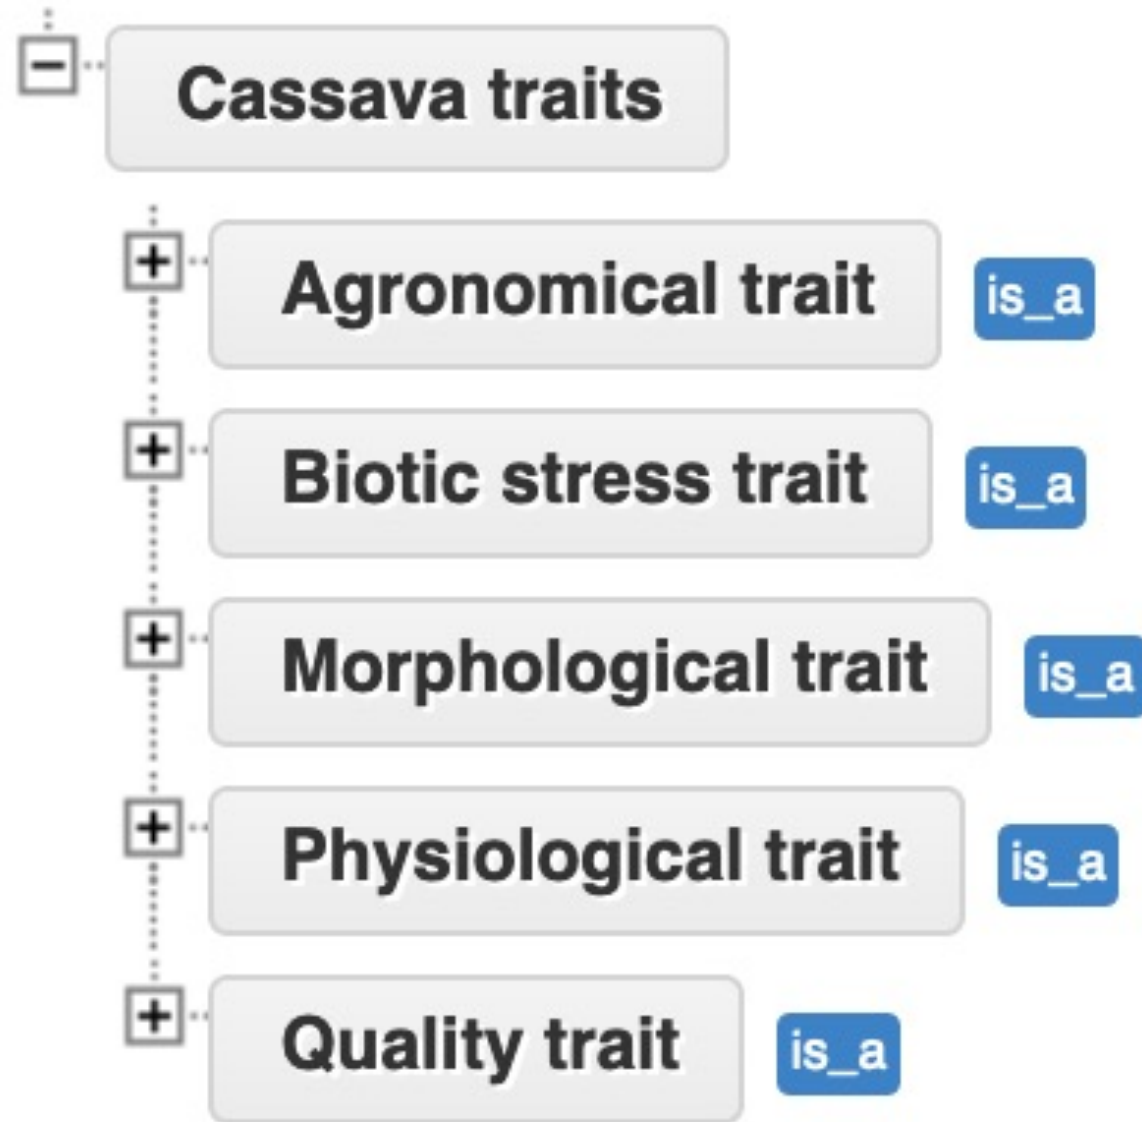 Cassava traits
Agronomical trait is_a
Biotic stress trait is_a
Morphological trait is_a
Physiological trait is_a
Quality trait is_a